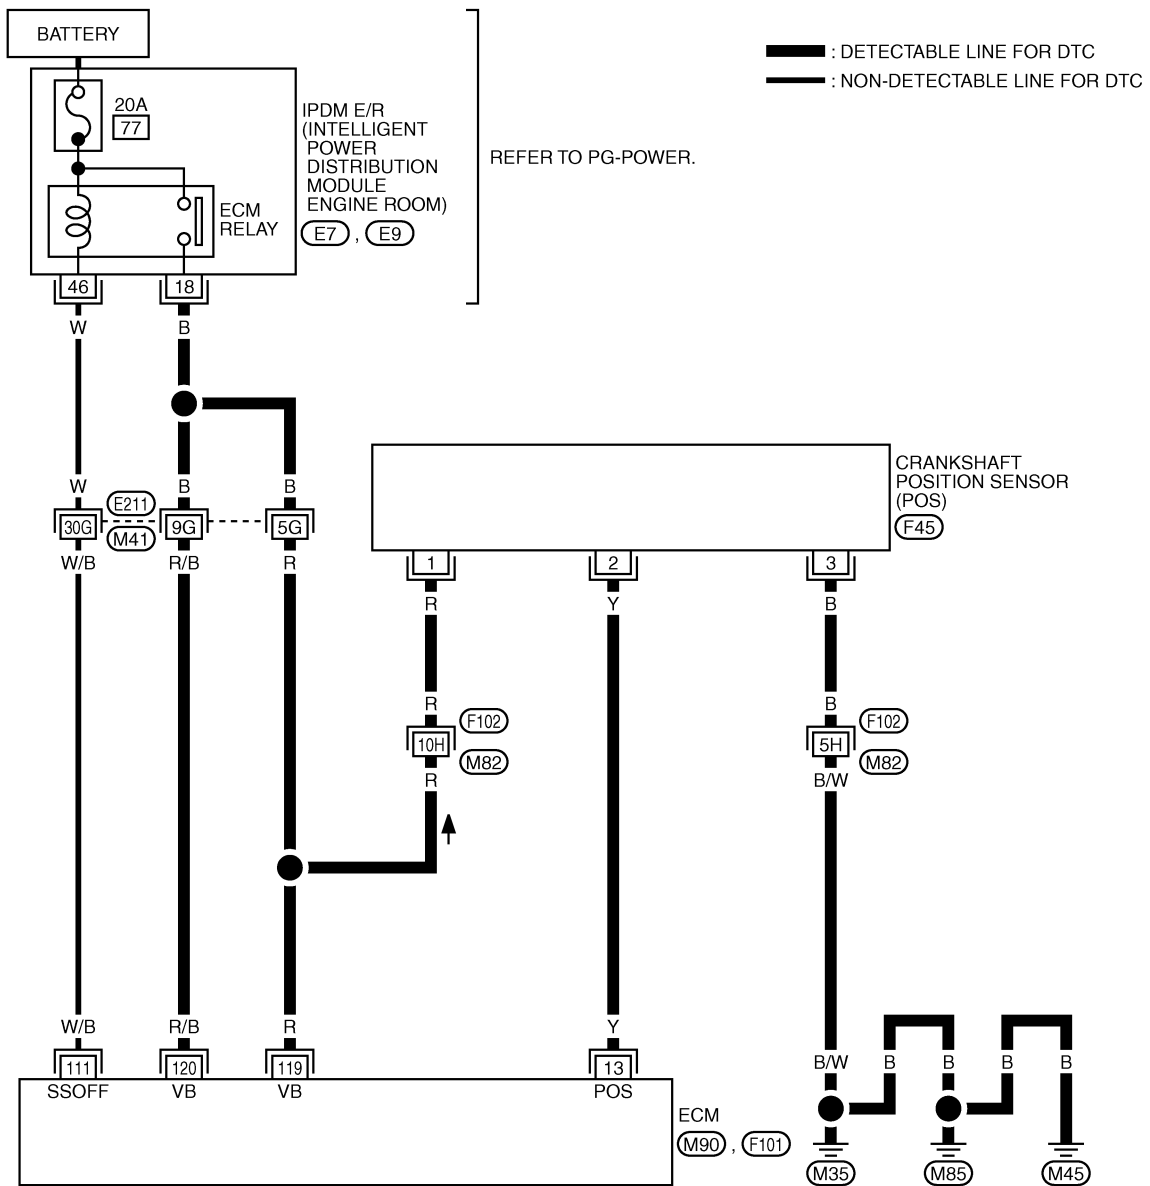 BATTERY
: DETECTABLE LINE FOR DTC
: NON-DETECTABLE LINE FOR DTC
20A
77
IPDM E/R
(INTELLIGENT
POWER
DISTRIBUTION
MODULE
ENGINE ROOM)
E7 , E9
REFER TO PG-POWER.
ECM
RELAY
46 18
W B
W B B
E211
30G 9G 5G
M41
W/B R/B R
CRANKSHAFT
POSITION SENSOR
(POS)
F45
1 2 3
R Y B
R B
F102 F102
10H 5H
M82 M82
R B/W
W/B R/B R Y
B/W B B B B
111 120 119 13
SSOFF VB VB POS
ECM
M90 , F101
M35 M85 M45